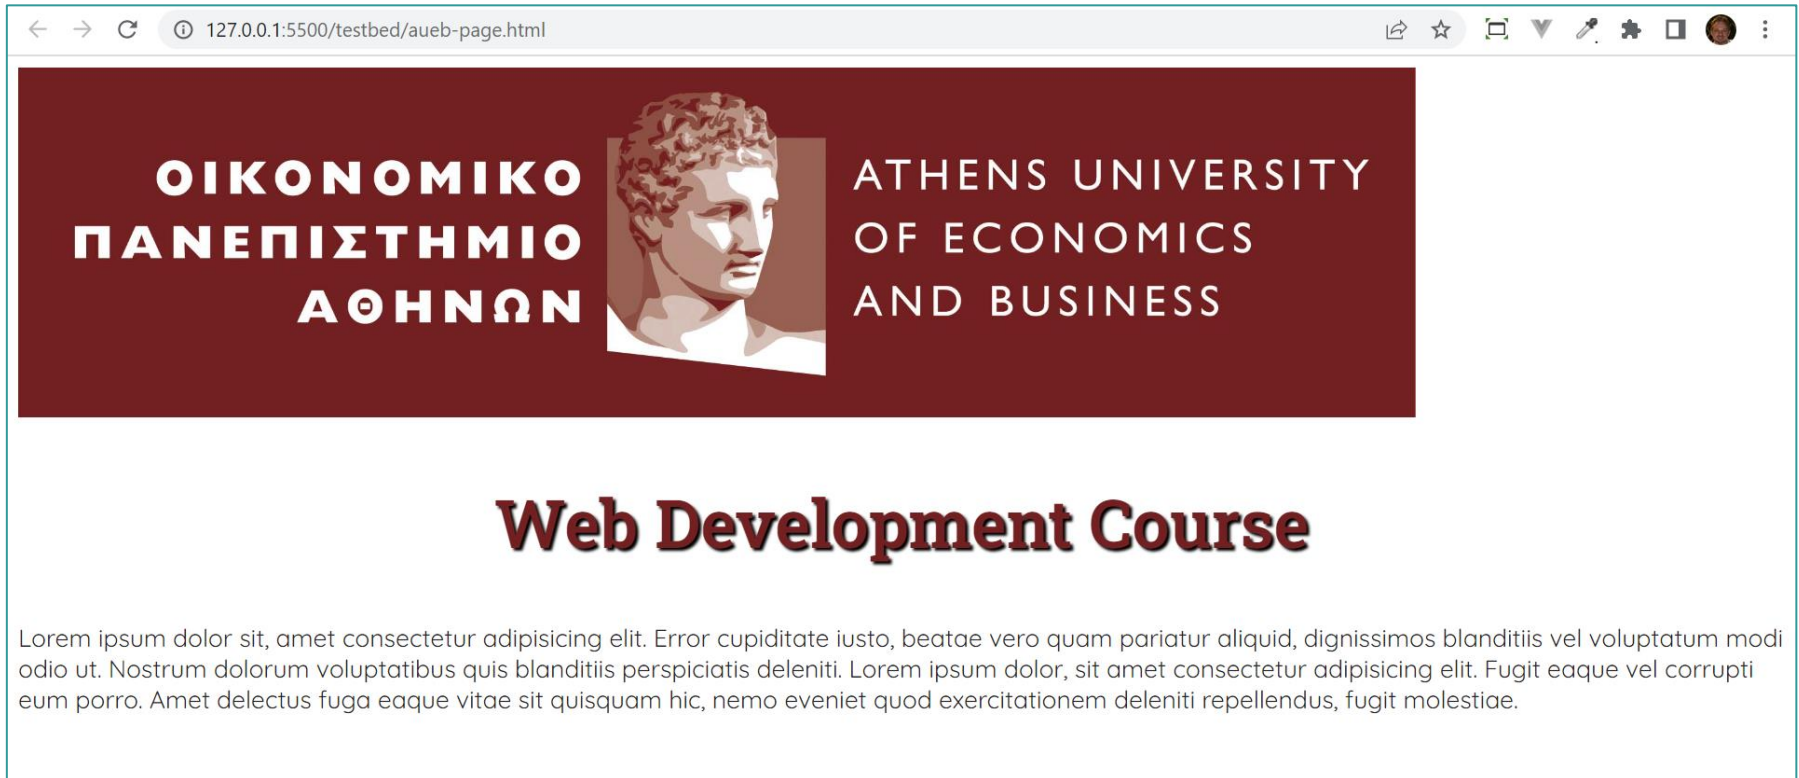 127.0.0.1:5500/testbed/aueb-page.html
ΟΙΚΟΝΟΜΙΚΟ
ΠΑΝΕΠΙΣΤΗΜΙΟ
ΑΘΗΝΩΝ
ATHENS UNIVERSITY
OF ECONOMICS
AND BUSINESS
Web Development Course
Lorem ipsum dolor sit, amet consectetur adipisicing elit. Error cupiditate iusto, beatae vero quam pariatur aliquid, dignissimos blanditiis vel voluptatum modi
odio ut. Nostrum dolorum voluptatibus quis blanditiis perspiciatis deleniti. Lorem ipsum dolor, sit amet consectetur adipisicing elit. Fugit eaque vel corrupti
eum porro. Amet delectus fuga eaque vitae sit quisquam hic, nemo eveniet quod exercitationem deleniti repellendus, fugit molestiae.